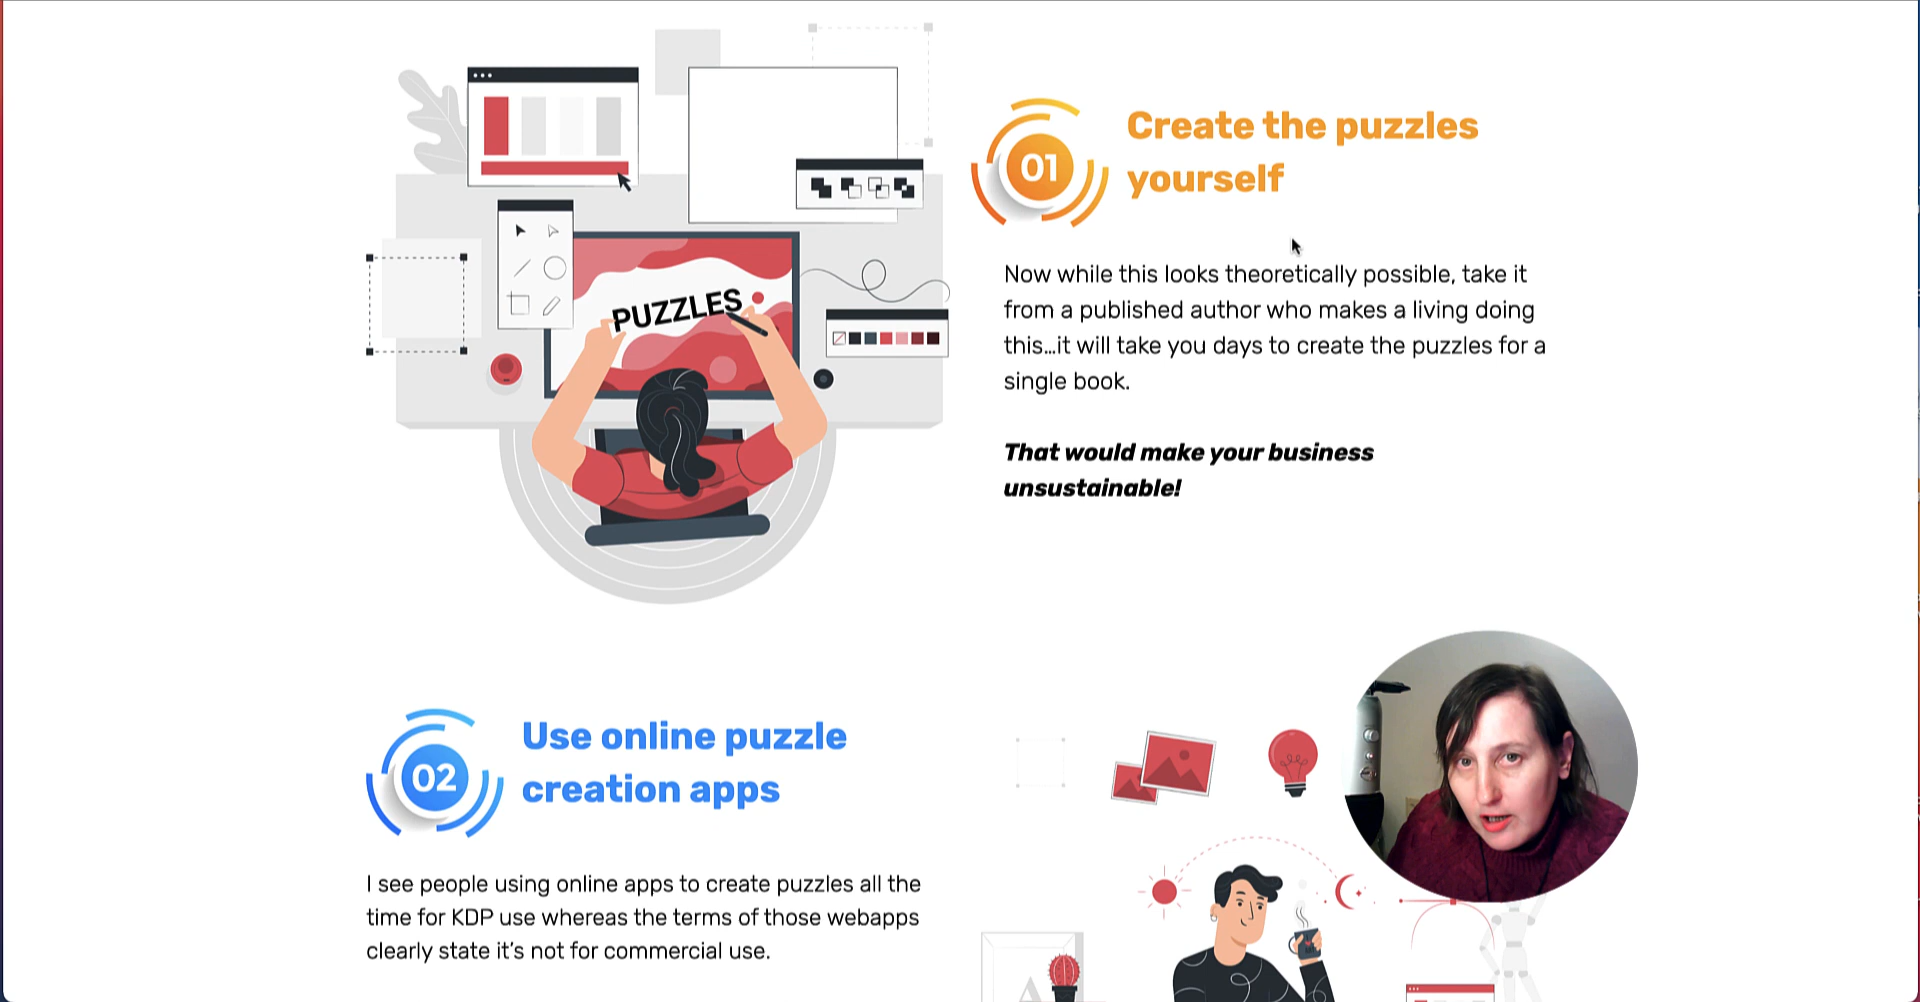 PUZZLES
01
Create the puzzles
yourself
Now while this looks theoretically possible, take it
from a published author who makes a living doing
this...it will take you days to create the puzzles for a
single book.
That would make your business
unsustainable!
02
Use online puzzle
creation apps
I see people using online apps to create puzzles all the
time for KDP use whereas the terms of those webapps
clearly state it's not for commercial use.
A